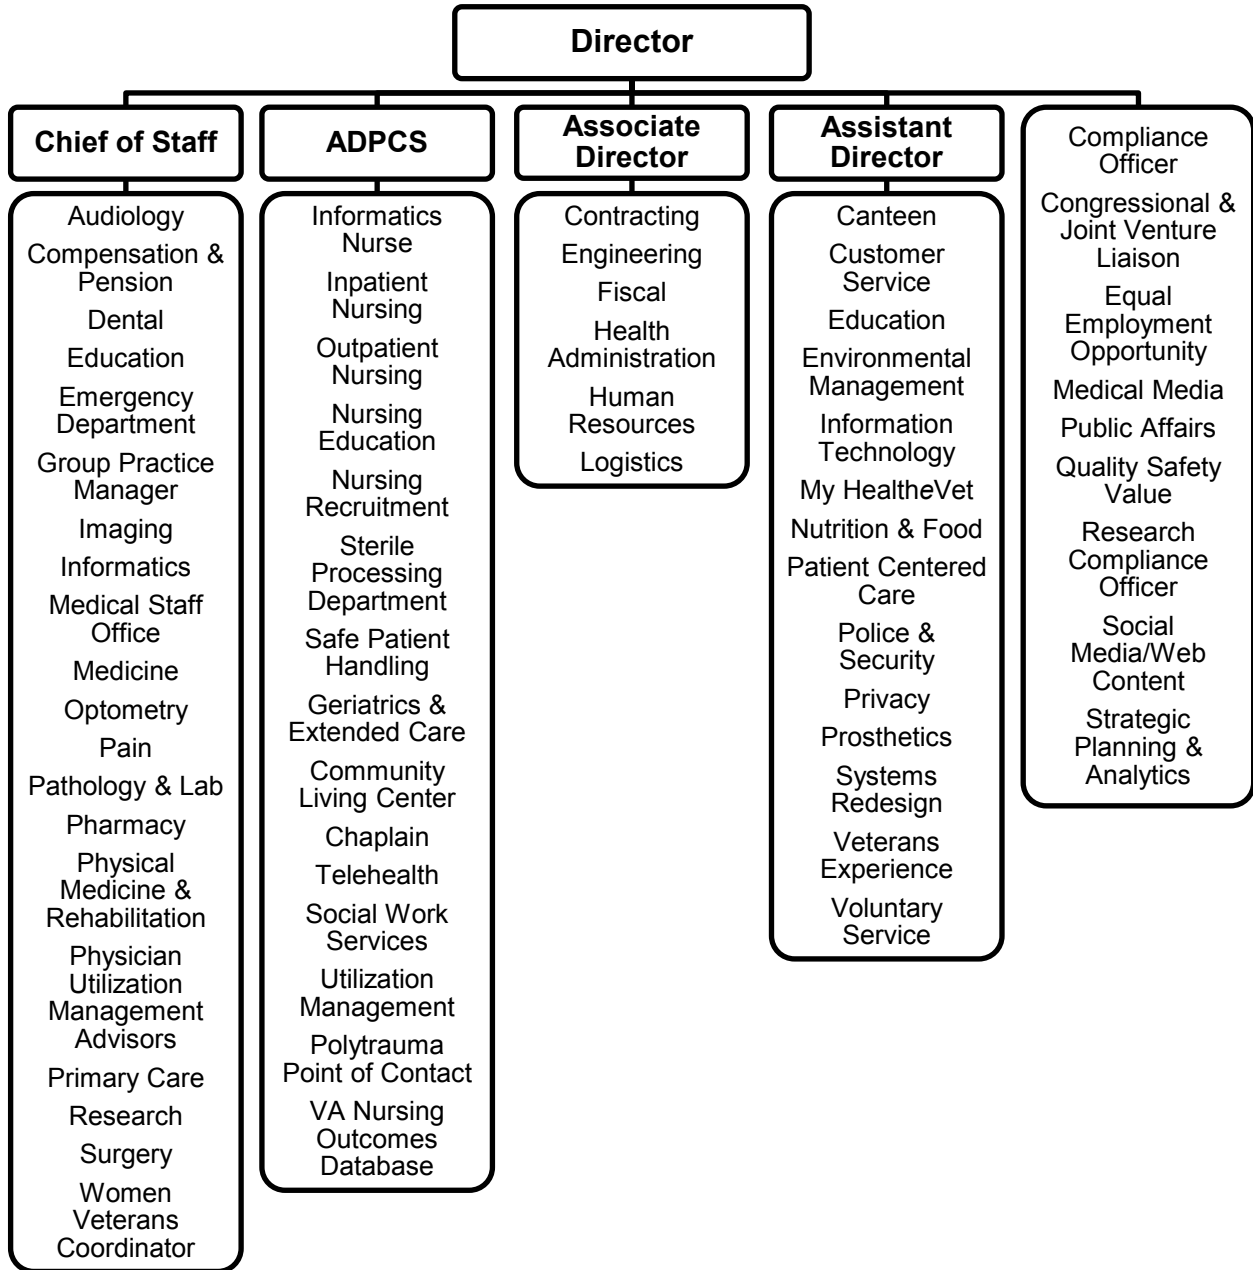 Director
Chief of Staff
Audiology
Compensation &
Pension
Dental
Education
Emergency
Department
Group Practice
Manager
Imaging
Informatics
Medical Staff
Office
Medicine
Optometry
Pain
Pathology & Lab
Pharmacy
Physical
Medicine &
Rehabilitation
Physician
Utilization
Management
Advisors
Primary Care
Research
Surgery
Women
Veterans
Coordinator
ADPCS
Informatics
Nurse
Inpatient
Nursing
Outpatient
Nursing
Nursing
Education
Nursing
Recruitment
Sterile
Processing
Department
Safe Patient
Handling
Geriatrics &
Extended Care
Community
Living Center
Chaplain
Telehealth
Social Work
Services
Utilization
Management
Polytrauma
Point of Contact
VA Nursing
Outcomes
Database
Associate
Director
Contracting
Engineering
Fiscal
Health
Administration
Human
Resources
Logistics
Assistant
Director
Canteen
Customer
Service
Education
Environmental
Management
Information
Technology
My HealtheVet
Nutrition & Food
Patient Centered
Care
Police &
Security
Privacy
Prosthetics
Systems
Redesign
Veterans
Experience
Voluntary
Service
Compliance
Officer
Congressional &
Joint Venture
Liaison
Equal
Employment
Opportunity
Medical Media
Public Affairs
Quality Safety
Value
Research
Compliance
Officer
Social
Media/Web
Content
Strategic
Planning &
Analytics